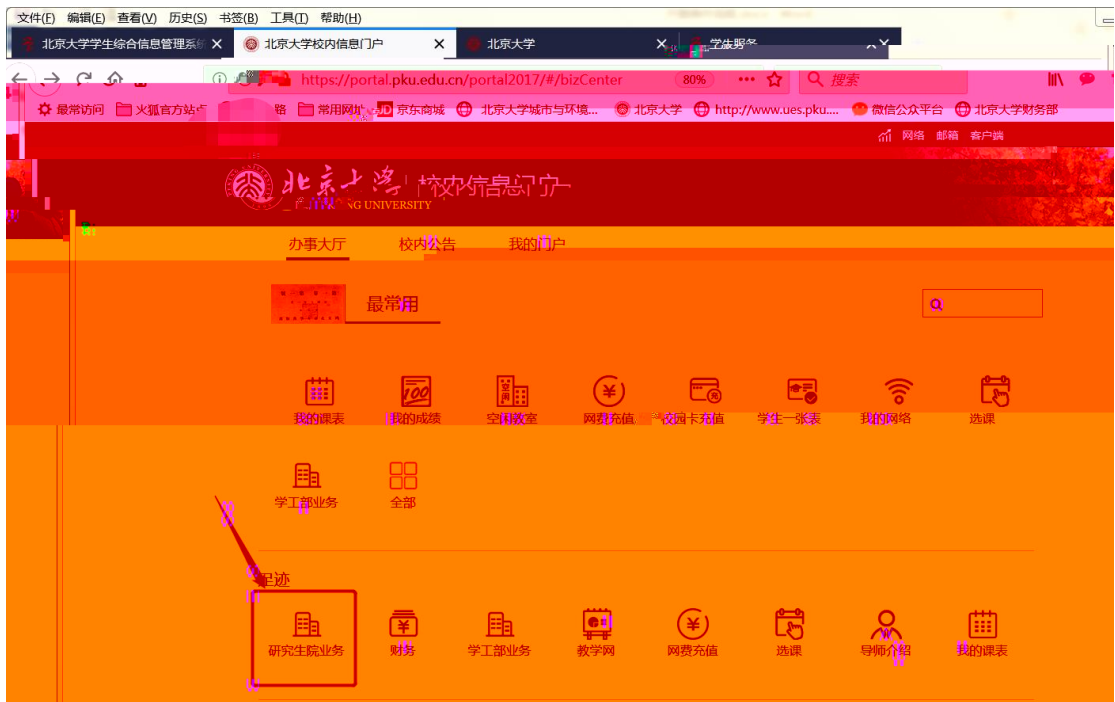 文件(F) 编辑(E) 查看(V) 历史(S) 书签(B) 工具(T) 帮助(H)
北京大学学生综合信息管理系统 北京大学校内信息门户 北京大学
https://portal.pku.edu.cn/portal2017/#/bizCenter 80% 搜索
最常访问 火狐官方站点 常用网址 JD 京东商城 北京大学城市与环境... 北京大学 http://www.ues.pku.... 微信公众平台 北京大学财务部
网络 邮箱 客户端
北京大学 校内信息门户
UNIVERSITY
办事大厅 校内公告 我的门户
最常用
我的课表 我的成绩 空闲教室 网费充值 校园卡充值 学生一张表 我的网络 选课
学工部业务 全部
足迹
研究生院业务 财务 学工部业务 教学网 网费充值 选课 导师介绍 我的课表